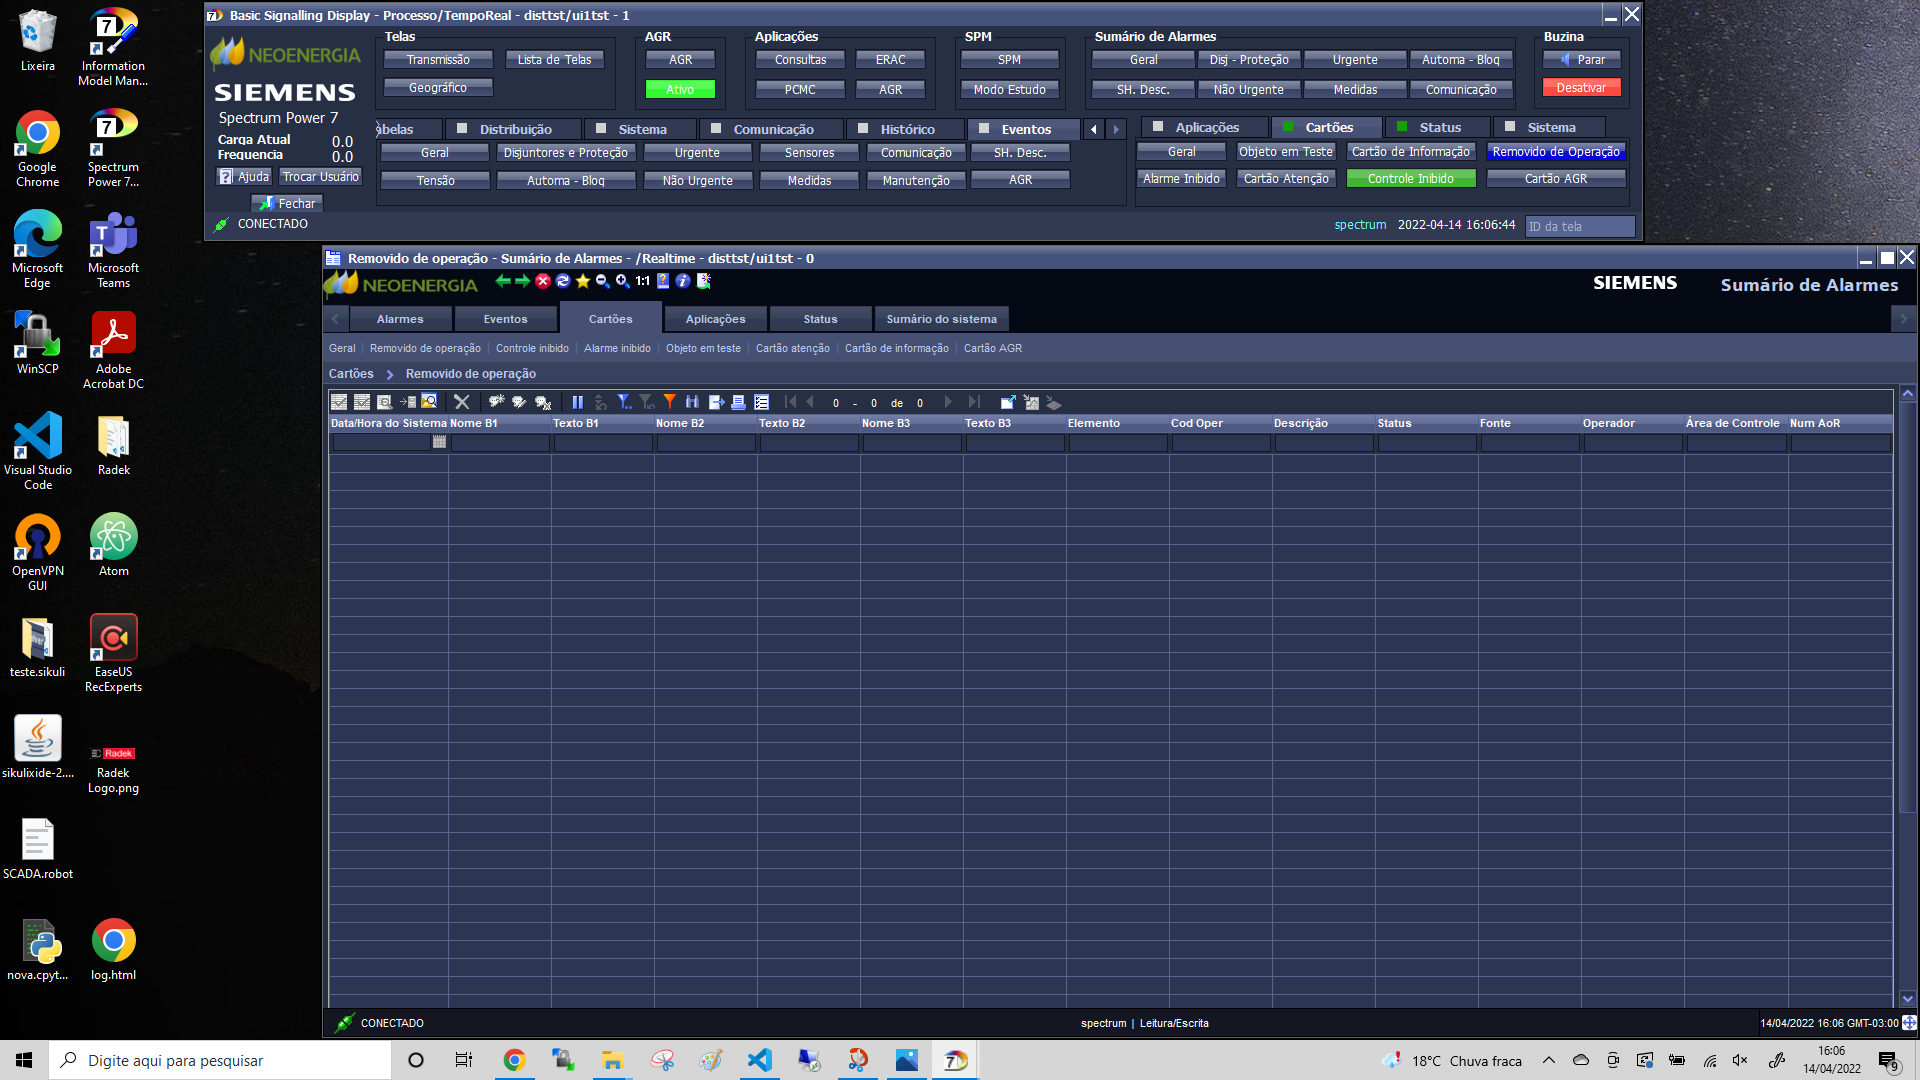 Lixeira
Information
Model Man...
Google
Chrome
Spectrum
Power 7...
Microsoft
Edge
Microsoft
Teams
WinSCP
Adobe
Acrobat DC
Visual Studio
Code
Radek
OpenVPN
GUI
Atom
teste.sikuli
EaseUS
RecExperts
sikulixide-2....
Radek
Radek
Logo.png
SCADA.robot
nova.cpyt...
log.html
Basic Signalling Display - Processo/TempoReal - disttst/ui1tst - 1
NEOENERGIA
SIEMENS
Spectrum Power 7
Carga Atual 0.0
Frequencia 0.0
Ajuda Trocar Usuário
Fechar
CONECTADO
Telas
Transmissão Lista de Telas
Geográfico
AGR
AGR
Ativo
Aplicações
Consultas ERAC
PCMC AGR
SPM
SPM
Modo Estudo
Sumário de Alarmes
Geral Disj - Proteção Urgente Automa - Bloq
SH. Desc. Não Urgente Medidas Comunicação
Buzina
Parar
Desativar
abelas Distribuição Sistema Comunicação Histórico Eventos
Geral Disjuntores e Proteção Urgente Sensores Comunicação SH. Desc.
Tensão Automa - Bloq Não Urgente Medidas Manutenção AGR
Aplicações Cartões Status Sistema
Geral Objeto em Teste Cartão de Informação Removido de Operação
Alarme Inibido Cartão Atenção Controle Inibido Cartão AGR
spectrum 2022-04-14 16:06:44 ID da tela
Removido de operação - Sumário de Alarmes - /Realtime - disttst/ui1tst - 0
NEOENERGIA 1:1 SIEMENS Sumário de Alarmes
Alarmes Eventos Cartões Aplicações Status Sumário do sistema
Geral Removido de operação Controle inibido Alarme inibido Objeto em teste Cartão atenção Cartão de informação Cartão AGR
Cartões Removido de operação
0 - 0 de 0
Data/Hora do Sistema Nome B1 Texto B1 Nome B2 Texto B2 Nome B3 Texto B3 Elemento Cod Oper Descrição Status Fonte Operador Área de Controle Num AoR
CONECTADO spectrum | Leitura/Escrita 14/04/2022 16:06 GMT-03:00
Digite aqui para pesquisar
18°C Chuva fraca
16:06
14/04/2022
9